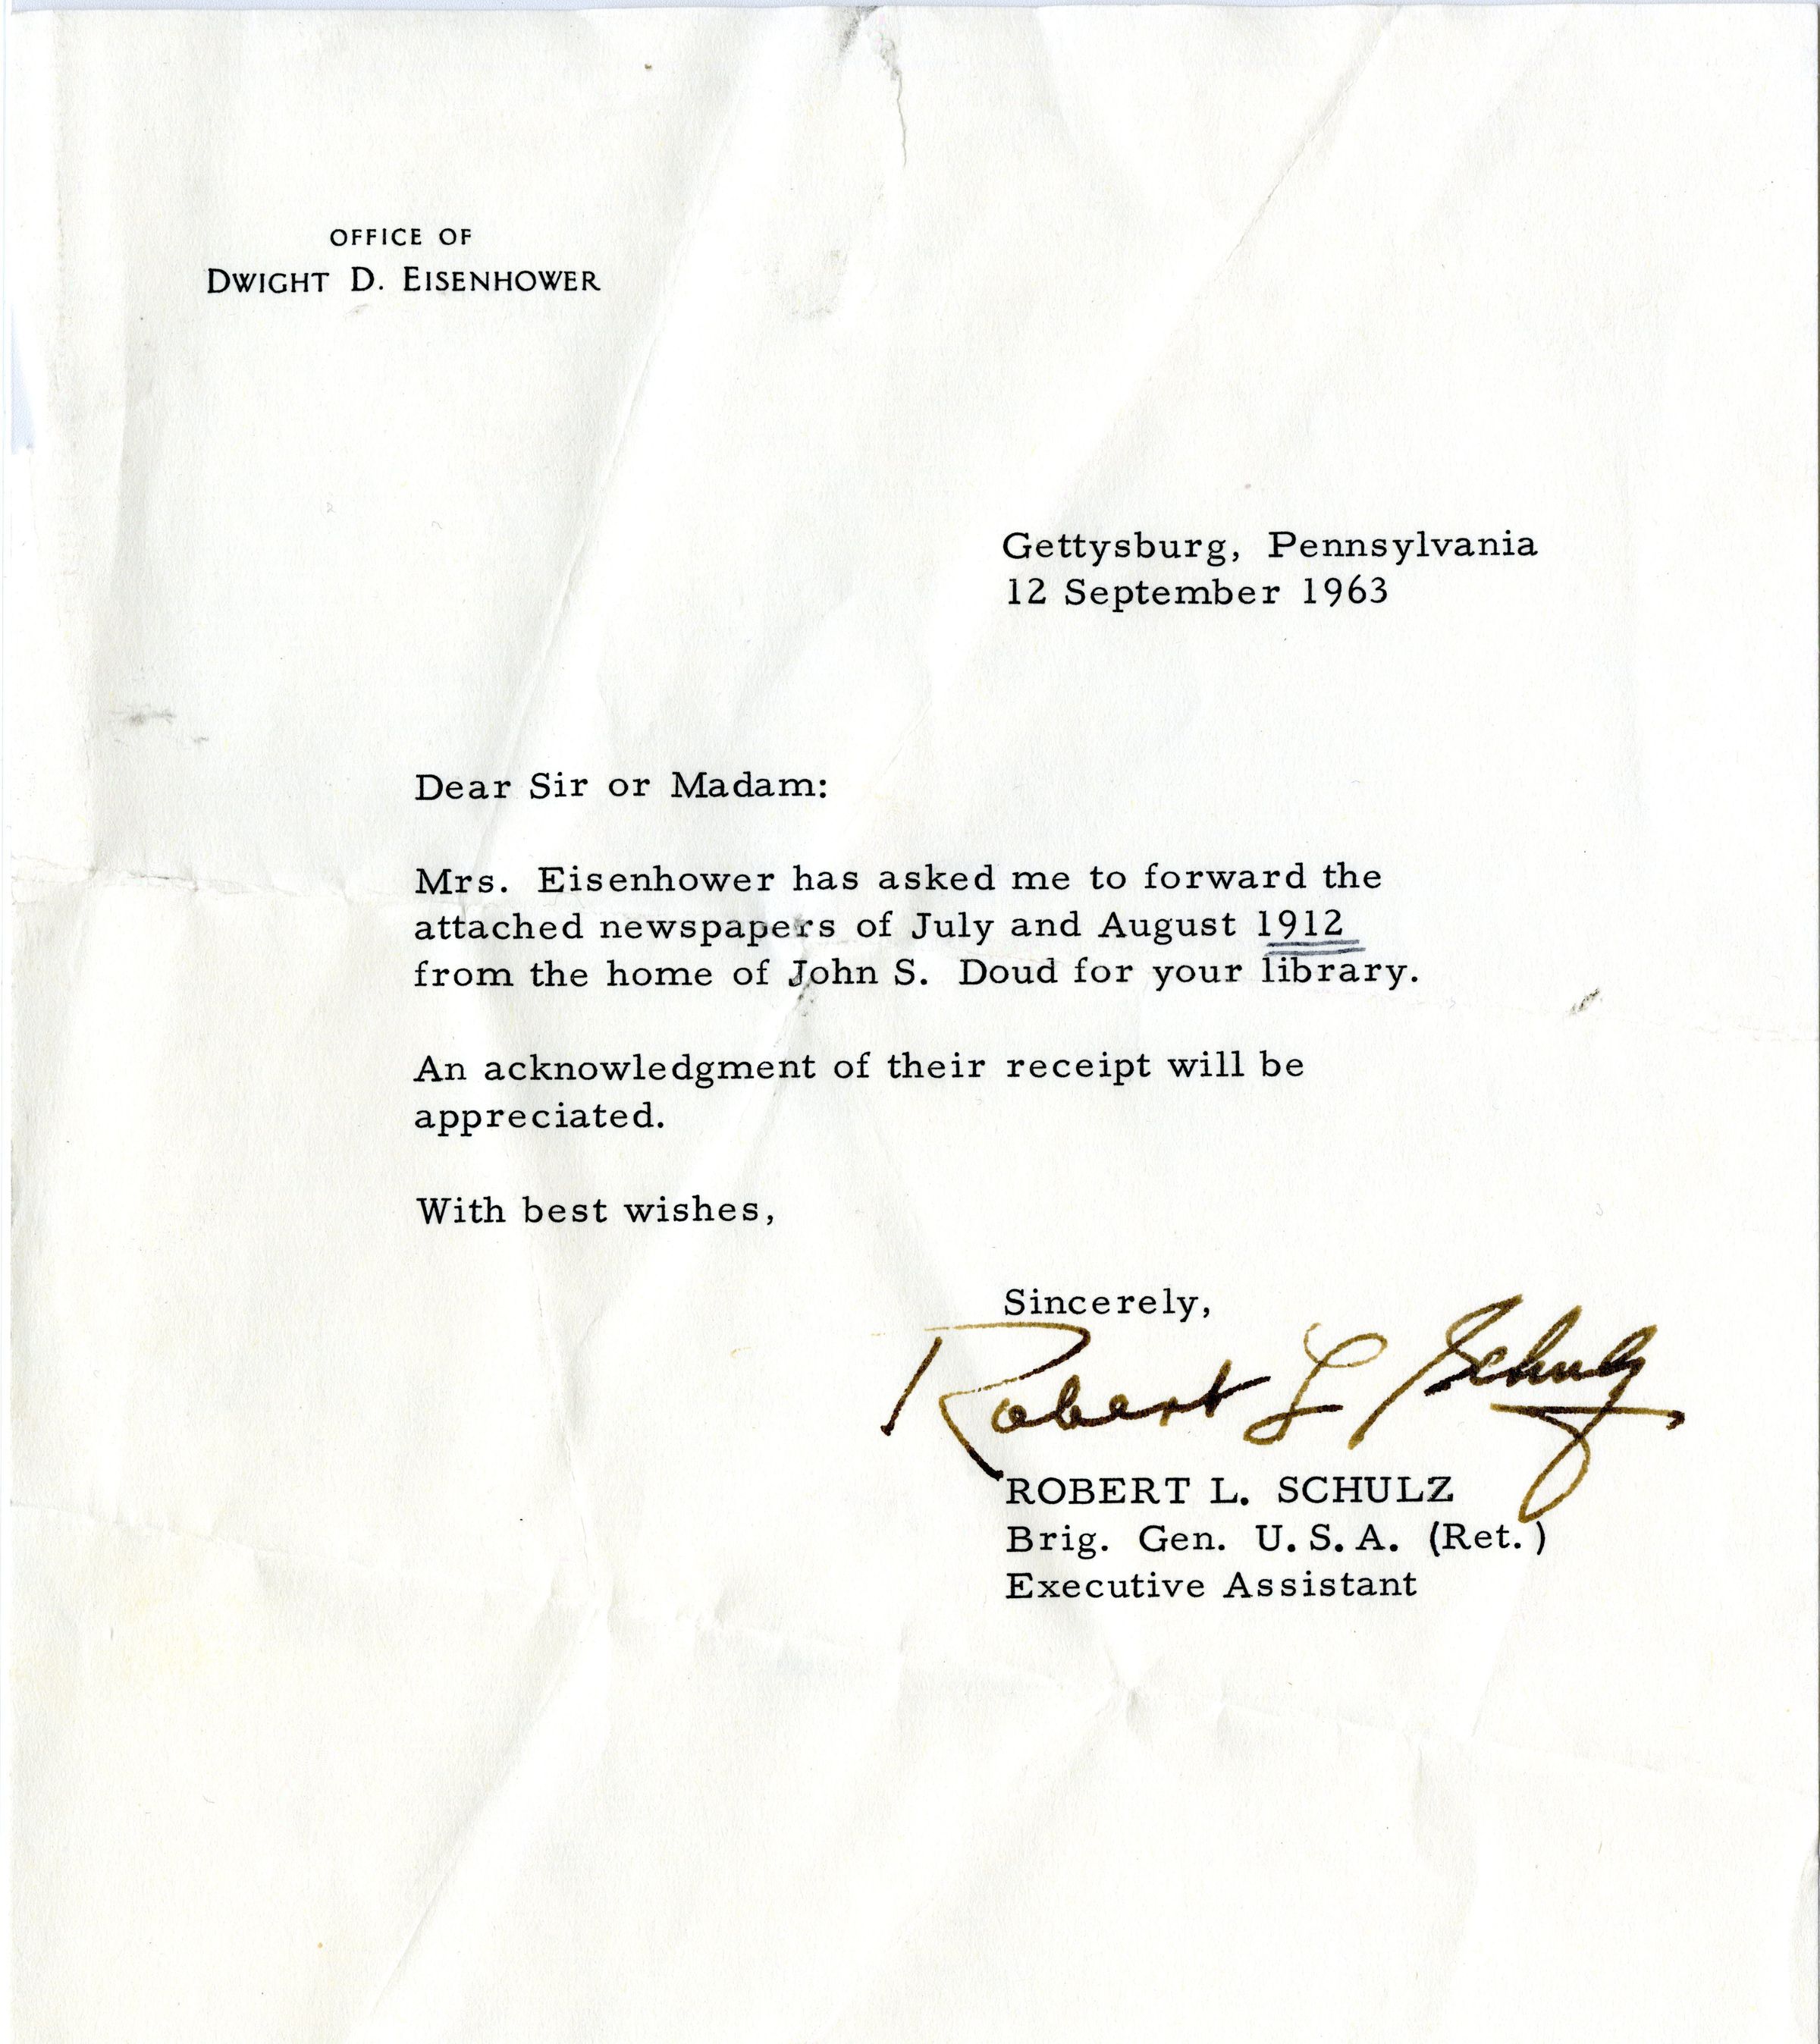 OFFICE OF
DWIGHT D. EISENHOWER
Gettysburg, Pennsylvania
12 September 1963
Dear Sir or Madam:
Mrs. Eisenhower has asked me to forward the
attached newspapers of July and August 1912
from the home of John S. Doud for your library.
An acknowledgment of their receipt will be
appreciated.
With best wishes,
Sincerely,
Robert L Schulz
ROBERT L. SCHULZ
Brig. Gen. U.S.A. (Ret.)
Executive Assistant